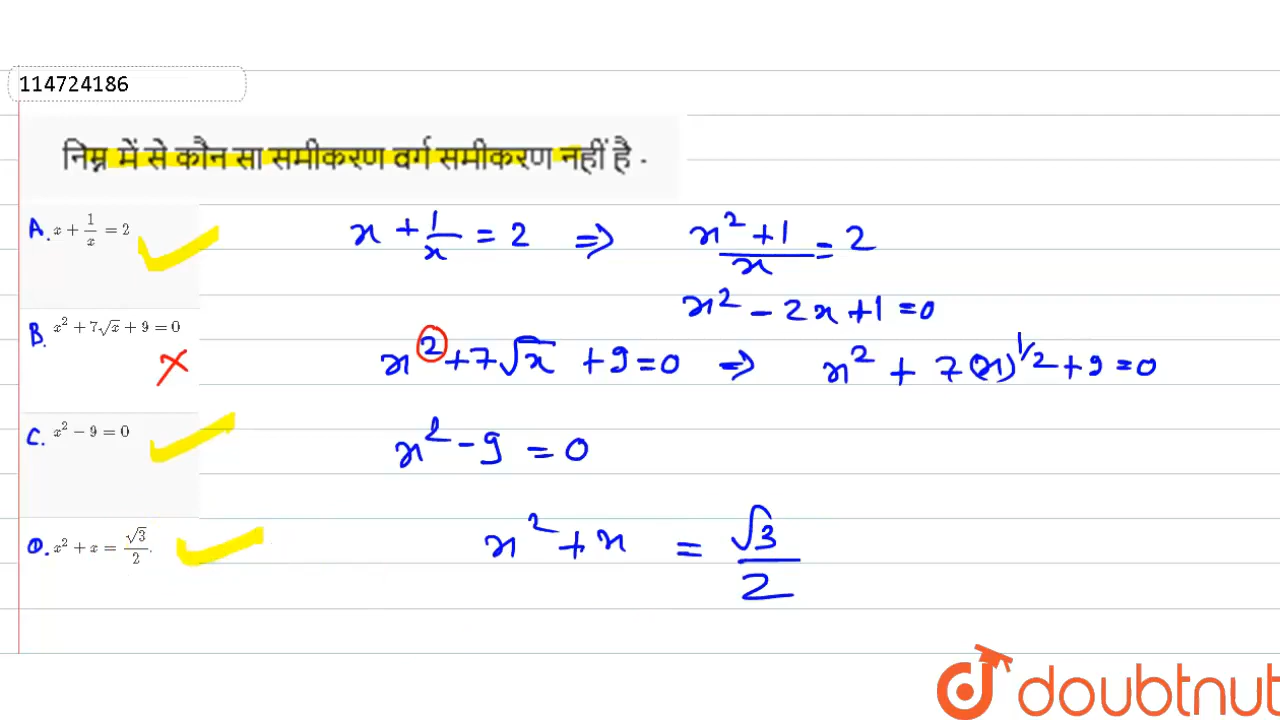 114724186
निम्न में से कौन सा समीकरण वर्ग समीकरण नहीं है .
A. x + 1/x = 2 x + 1/x = 2 ⇒ x² + 1 / x = 2
x² - 2x + 1 = 0
B. x² + 7√x + 9 = 0 x² + 7√x + 9 = 0 ⇒ x² + 7(x)^1/2 + 9 = 0
C. x² - 9 = 0 x² - 9 = 0
D. x² + x = √3/2. x² + x = √3/2
doubtnut